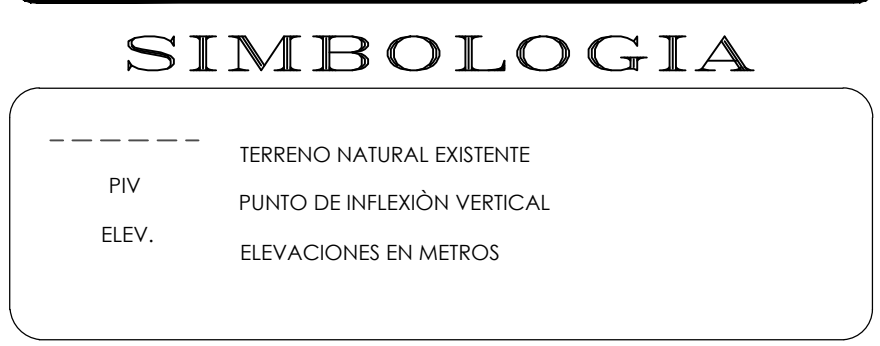 SIMBOLOGIA
TERRENO NATURAL EXISTENTE
PIV PUNTO DE INFLEXIÒN VERTICAL
ELEV. ELEVACIONES EN METROS